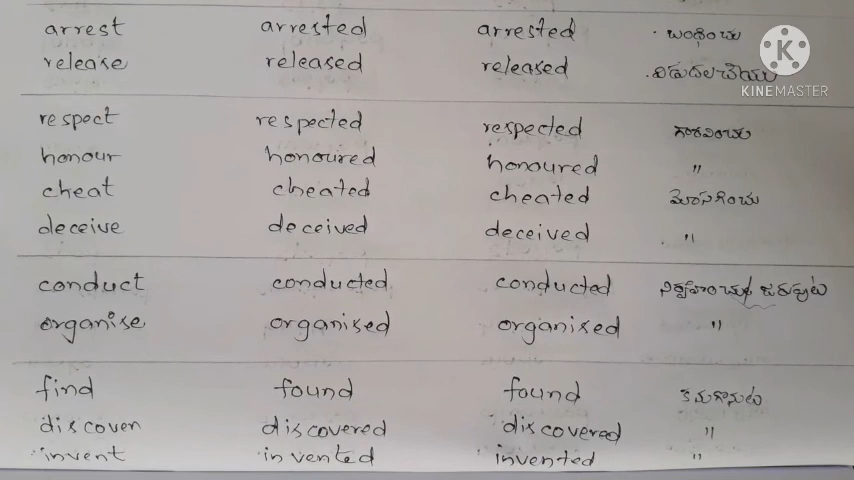 arrest arrested arrested బంధించు
release released released విడుదలచేయు
KINEMASTER
respect respected respected గౌరవించు
honour honoured honoured "
cheat cheated cheated మోసగించు
deceive deceived deceived "
conduct conducted conducted నిర్వహించు జరుపుట
organise organised organised "
find found found కనుగొనుట
discover discovered discovered "
invent invented invented "